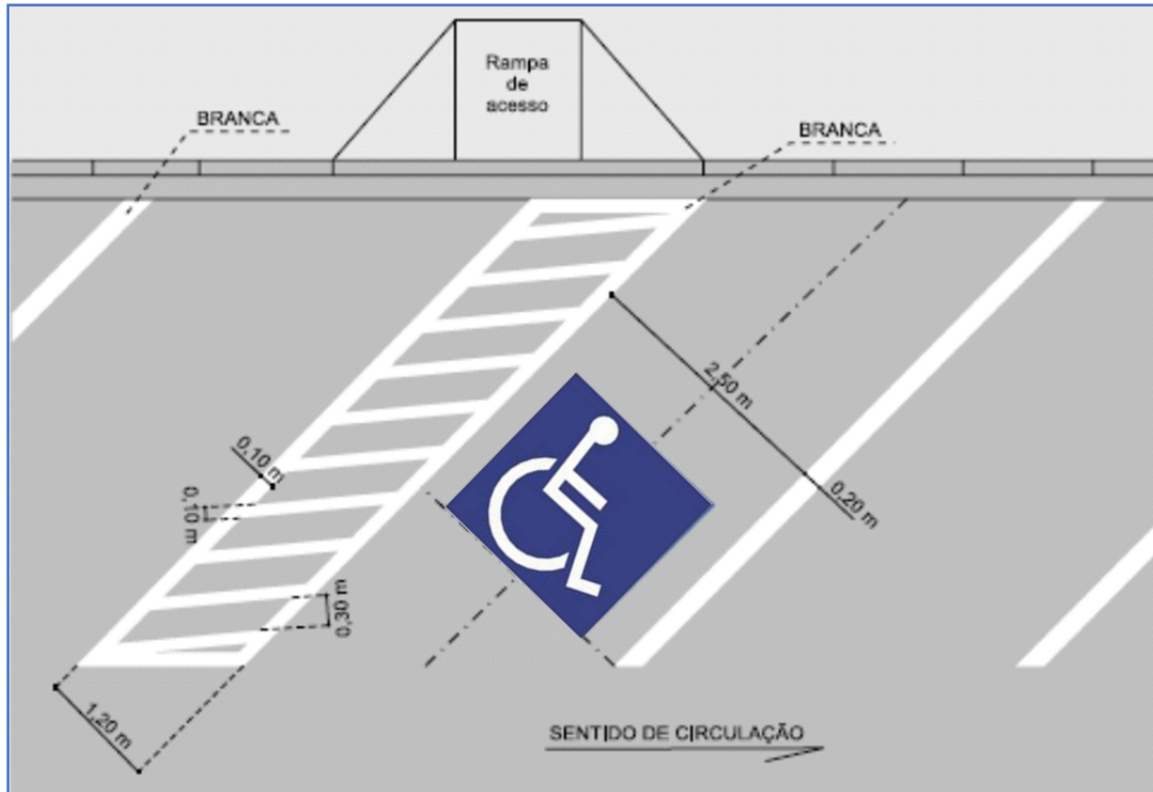 Rampa
de
acesso
BRANCA
BRANCA
2,50 m
0,10 m
0,10 m
0,20 m
0,30 m
1,20 m
SENTIDO DE CIRCULAÇÃO